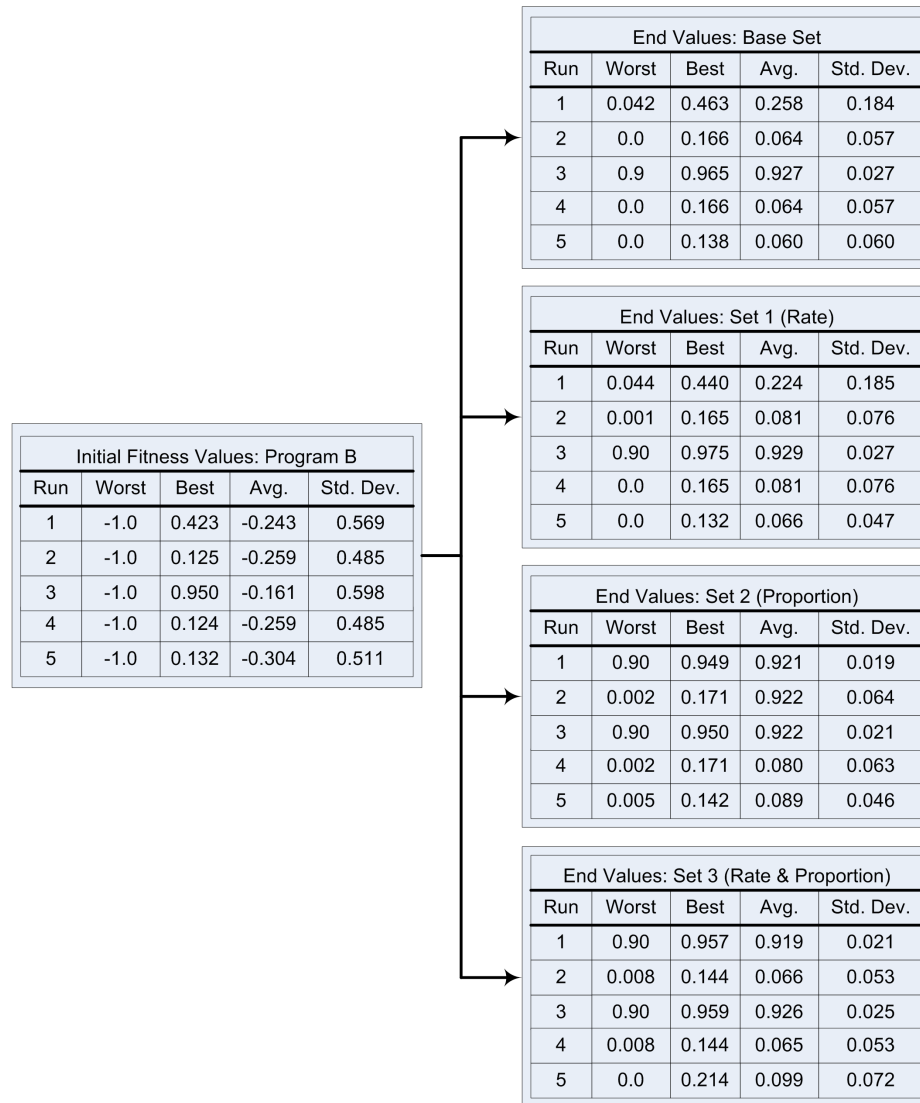 End Values: Base Set
Run Worst Best Avg. Std. Dev.
1 0.042 0.463 0.258 0.184
2 0.0 0.166 0.064 0.057
3 0.9 0.965 0.927 0.027
4 0.0 0.166 0.064 0.057
5 0.0 0.138 0.060 0.060
End Values: Set 1 (Rate)
Run Worst Best Avg. Std. Dev.
1 0.044 0.440 0.224 0.185
2 0.001 0.165 0.081 0.076
3 0.90 0.975 0.929 0.027
4 0.0 0.165 0.081 0.076
5 0.0 0.132 0.066 0.047
Initial Fitness Values: Program B
Run Worst Best Avg. Std. Dev.
1 -1.0 0.423 -0.243 0.569
2 -1.0 0.125 -0.259 0.485
3 -1.0 0.950 -0.161 0.598
4 -1.0 0.124 -0.259 0.485
5 -1.0 0.132 -0.304 0.511
End Values: Set 2 (Proportion)
Run Worst Best Avg. Std. Dev.
1 0.90 0.949 0.921 0.019
2 0.002 0.171 0.922 0.064
3 0.90 0.950 0.922 0.021
4 0.002 0.171 0.080 0.063
5 0.005 0.142 0.089 0.046
End Values: Set 3 (Rate & Proportion)
Run Worst Best Avg. Std. Dev.
1 0.90 0.957 0.919 0.021
2 0.008 0.144 0.066 0.053
3 0.90 0.959 0.926 0.025
4 0.008 0.144 0.065 0.053
5 0.0 0.214 0.099 0.072